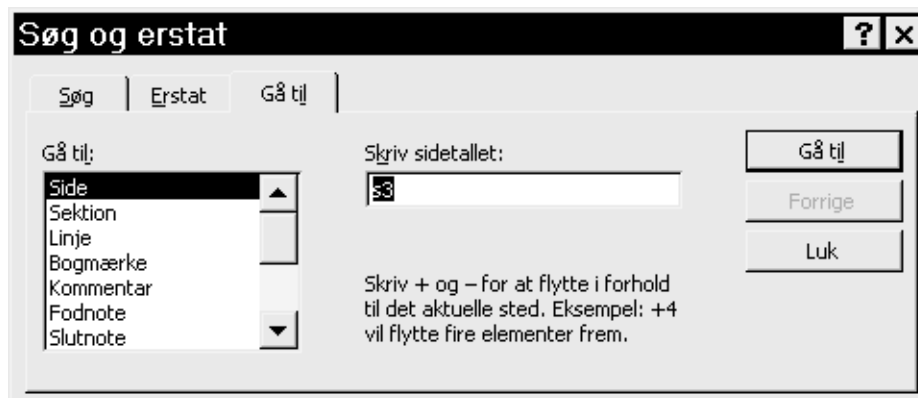 Søg og erstat
Søg
Erstat
Gå til
Gå til:
Side
Sektion
Linje
Bogmærke
Kommentar
Fodnote
Slutnote
Skriv sidetallet:
s3
Skriv + og – for at flytte i forhold
til det aktuelle sted. Eksempel: +4
vil flytte fire elementer frem.
Gå til
Forrige
Luk